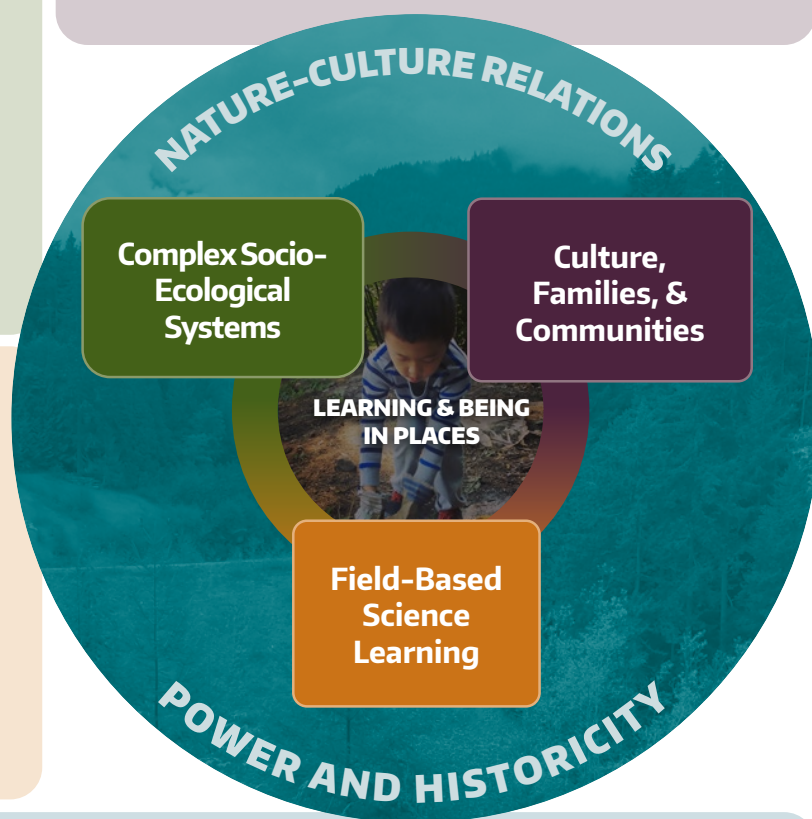 NATURE-CULTURE RELATIONS
Complex Socio-
Ecological
Systems
Culture,
Families, &
Communities
LEARNING & BEING
IN PLACES
Field-Based
Science
Learning
POWER AND HISTORICITY